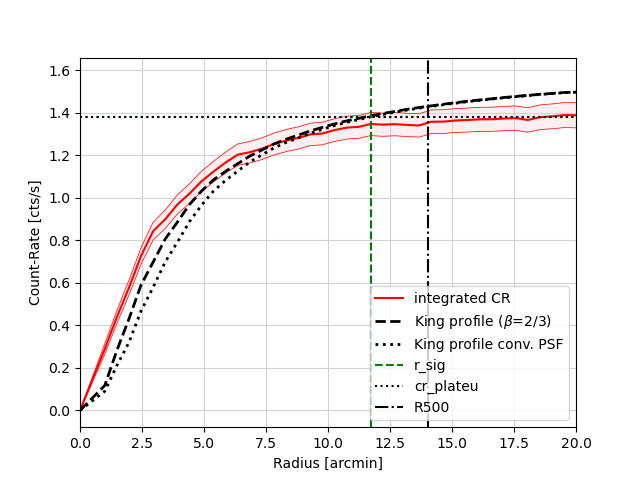 1.6
1.4
1.2
1.0
0.8
0.6
0.4
0.2
0.0
Count-Rate [cts/s]
integrated CR
King profile (β=2/3)
King profile conv. PSF
r_sig
cr_plateu
R500
0.0 2.5 5.0 7.5 10.0 12.5 15.0 17.5 20.0
Radius [arcmin]